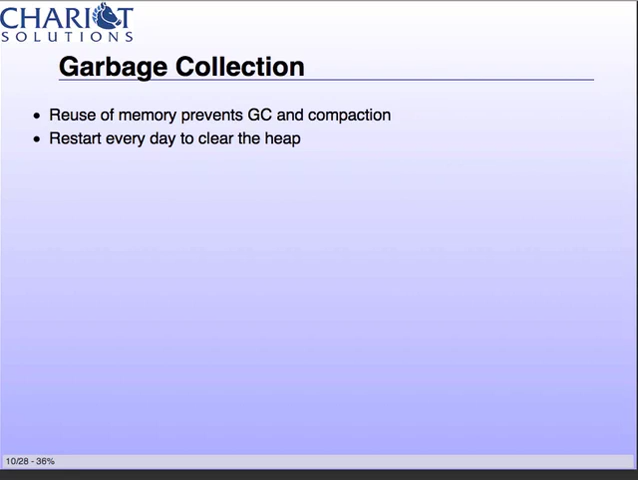 CHARIOT
SOLUTIONS
Garbage Collection
• Reuse of memory prevents GC and compaction
• Restart every day to clear the heap
10/28 - 36%